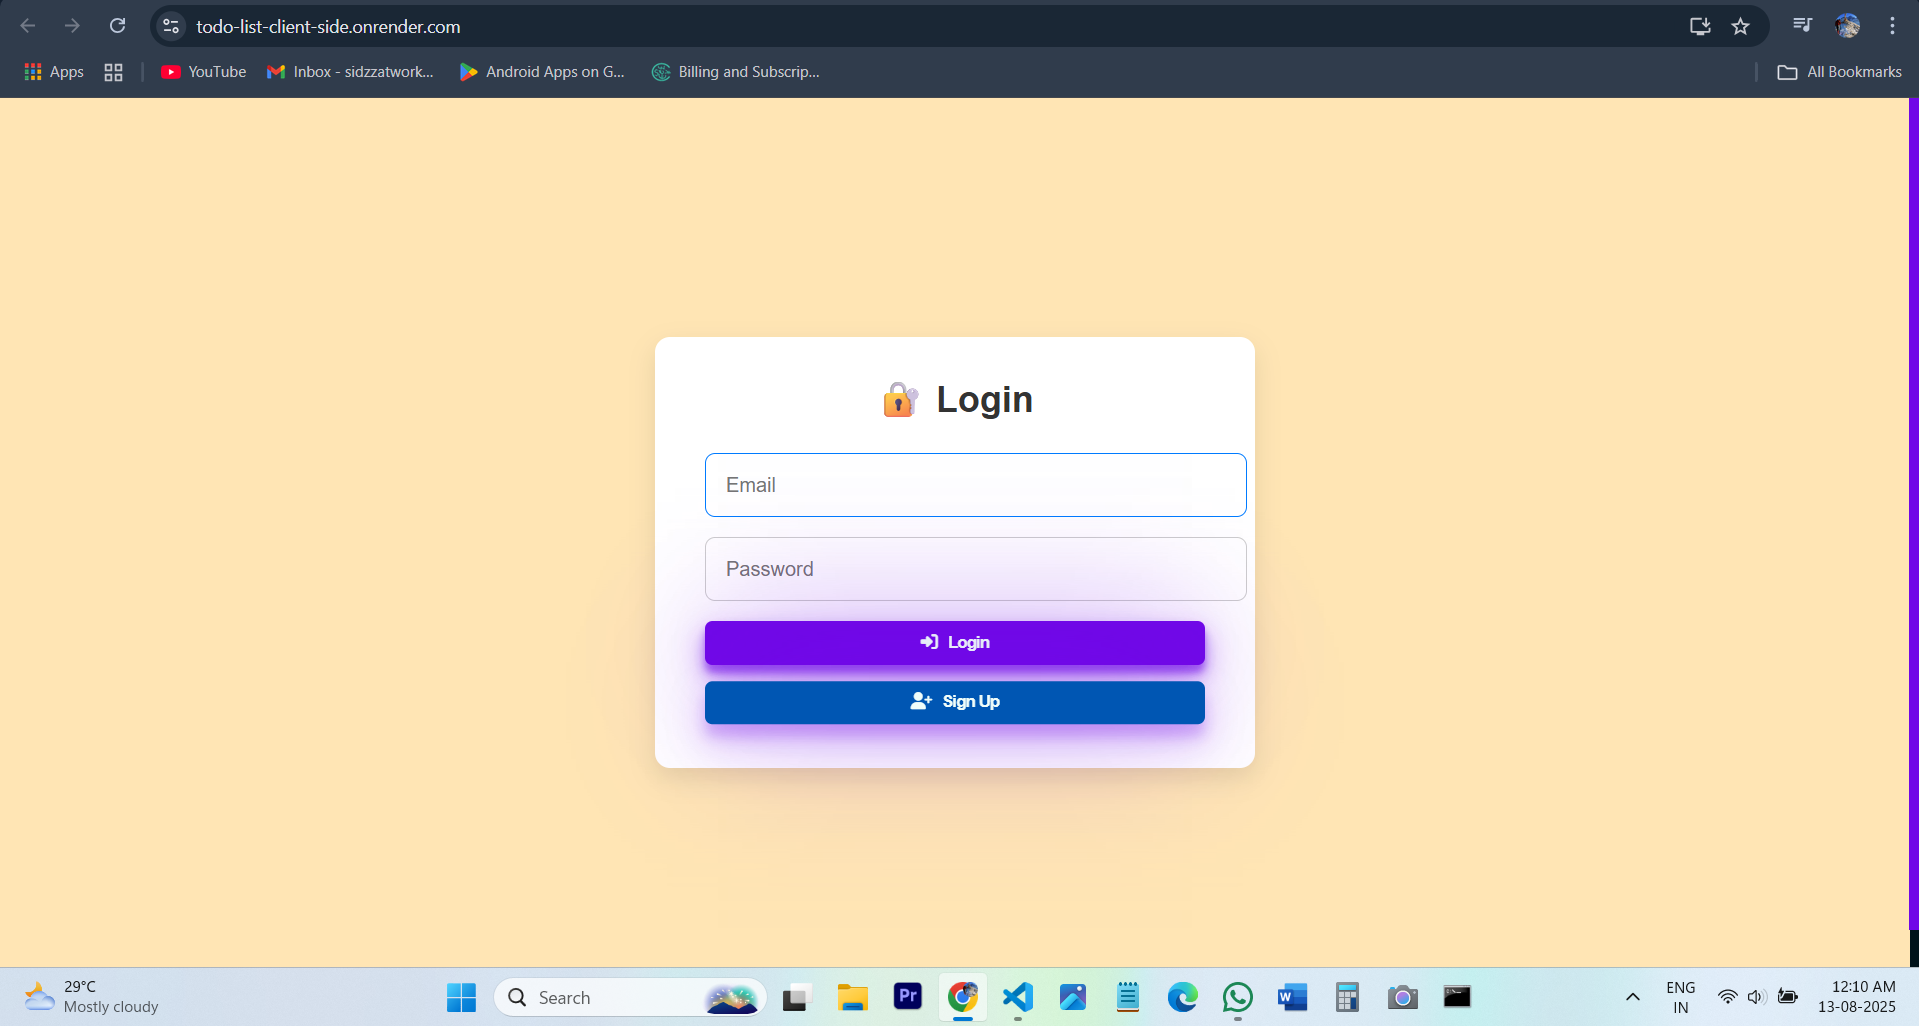 todo-list-client-side.onrender.com
Apps YouTube Inbox - sidzzatwork... Android Apps on G... Billing and Subscrip... All Bookmarks
Login
Email
Password
Login
Sign Up
29°C
Mostly cloudy
Search
Pr
W
ENG
IN
12:10 AM
13-08-2025